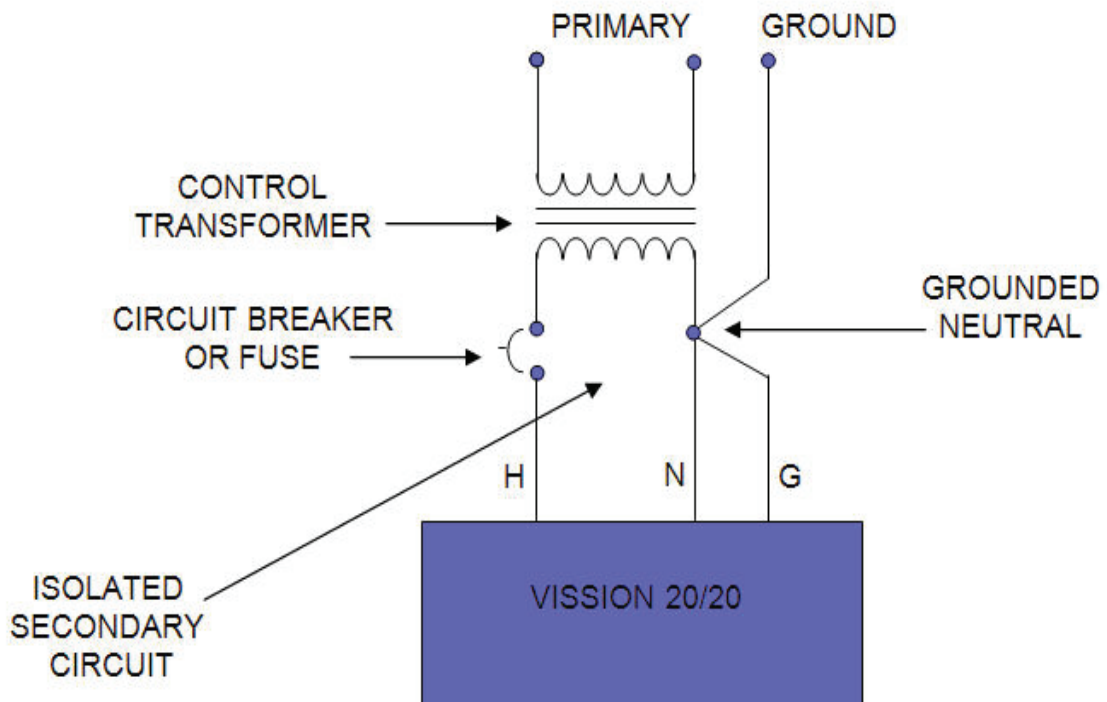 PRIMARY
GROUND
CONTROL
TRANSFORMER
CIRCUIT BREAKER
OR FUSE
GROUNDED
NEUTRAL
H
N
G
ISOLATED
SECONDARY
CIRCUIT
VISSION 20/20